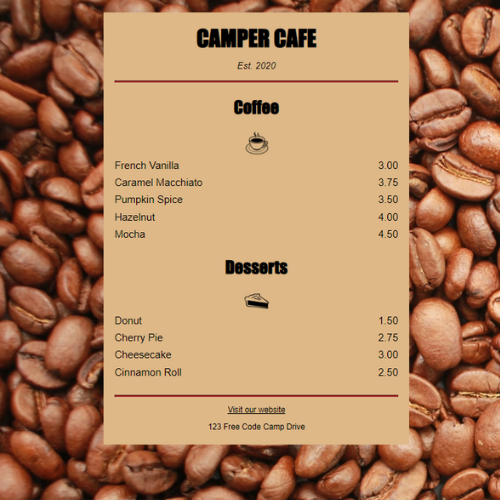 CAMPER CAFE
Est. 2020
Coffee
French Vanilla 3.00
Caramel Macchiato 3.75
Pumpkin Spice 3.50
Hazelnut 4.00
Mocha 4.50
Desserts
Donut 1.50
Cherry Pie 2.75
Cheesecake 3.00
Cinnamon Roll 2.50
Visit our website
123 Free Code Camp Drive